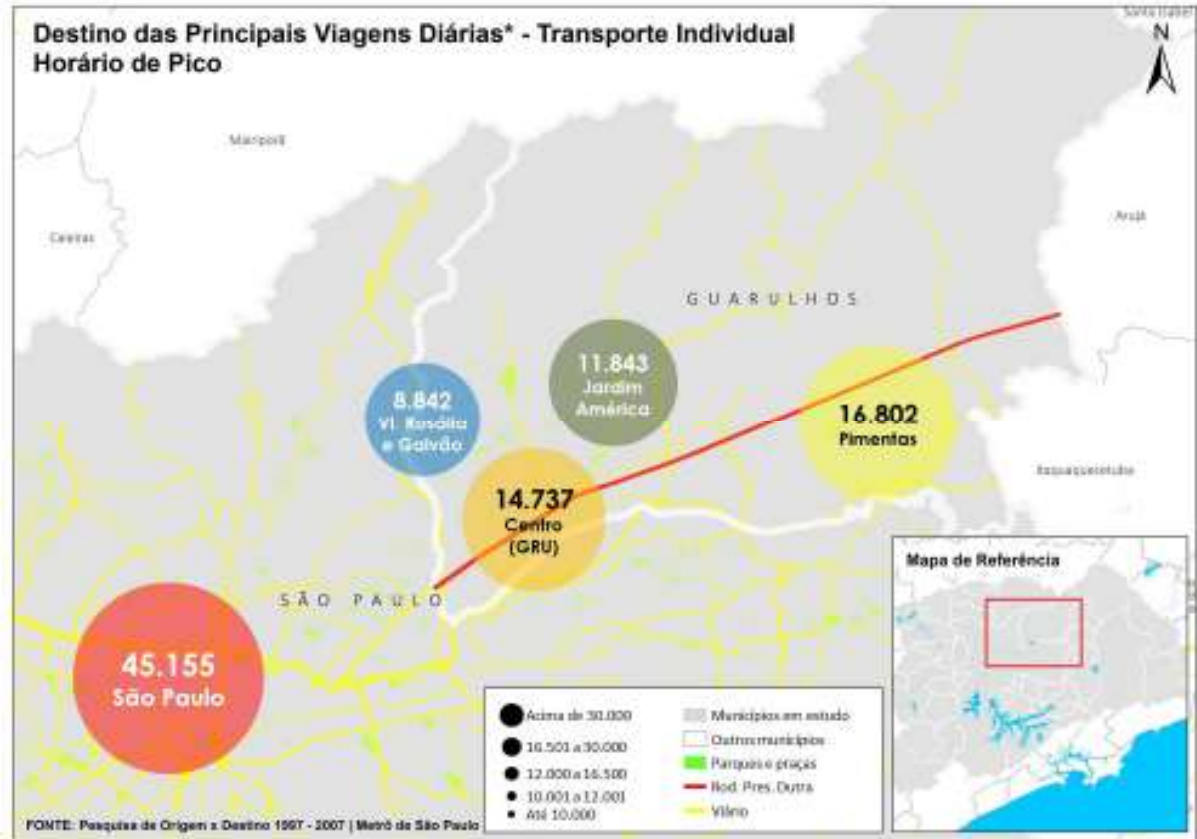 Destino das Principais Viagens Diárias* - Transporte Individual
Horário de Pico
Santa Isabel
N
Mairiporã
Caieiras
Arujá
GUARULHOS
11.843
Jardim
América
8.842
Vl. Rosália
e Galvão
16.802
Pimentas
Itaquaquecetuba
14.737
Centro
(GRU)
SÃO PAULO
45.155
São Paulo
Mapa de Referência
Acima de 30.000
16.501 a 30.000
12.000 a 16.500
10.001 a 12.001
Até 10.000
Municípios em estudo
Outros municípios
Parques e praças
Rod. Pres. Dutra
Viário
FONTE: Pesquisa de Origem x Destino 1997 - 2007 | Metrô de São Paulo